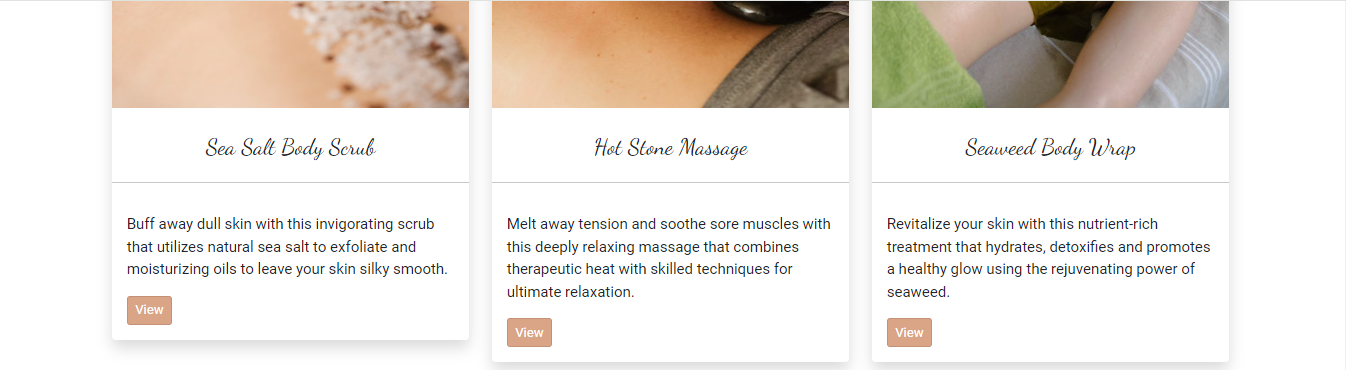 Sea Salt Body Scrub
Buff away dull skin with this invigorating scrub
that utilizes natural sea salt to exfoliate and
moisturizing oils to leave your skin silky smooth.
View
Hot Stone Massage
Melt away tension and soothe sore muscles with
this deeply relaxing massage that combines
therapeutic heat with skilled techniques for
ultimate relaxation.
View
Seaweed Body Wrap
Revitalize your skin with this nutrient-rich
treatment that hydrates, detoxifies and promotes
a healthy glow using the rejuvenating power of
seaweed.
View